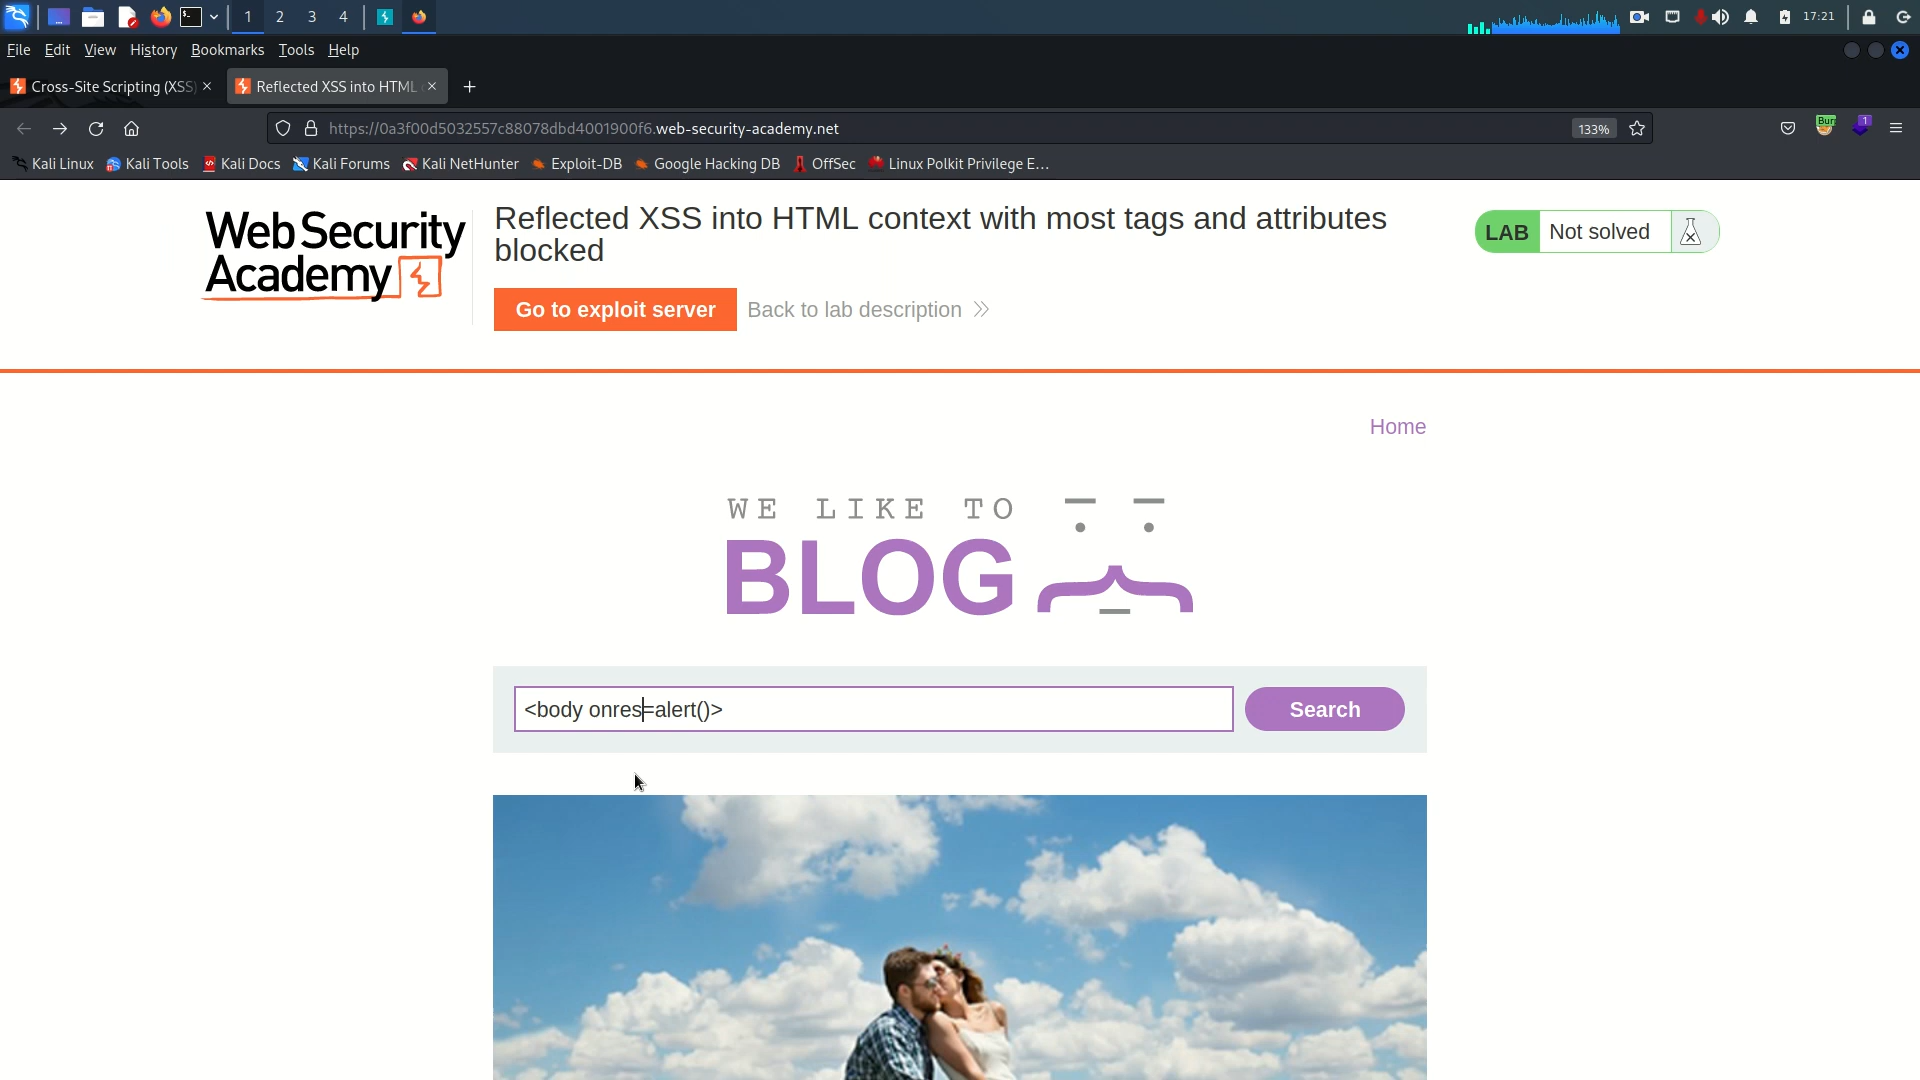 1 2 3 4 17:21
File Edit View History Bookmarks Tools Help
Cross-Site Scripting (XSS) Reflected XSS into HTML
https://0a3f00d5032557c88078dbd4001900f6.web-security-academy.net 133% Burr 1
Kali Linux Kali Tools Kali Docs Kali Forums Kali NetHunter Exploit-DB Google Hacking DB OffSec Linux Polkit Privilege E…
Web Security
Academy
Reflected XSS into HTML context with most tags and attributes
blocked
LAB Not solved
Go to exploit server Back to lab description
Home
WE LIKE TO
BLOG
<body onres=alert()> Search